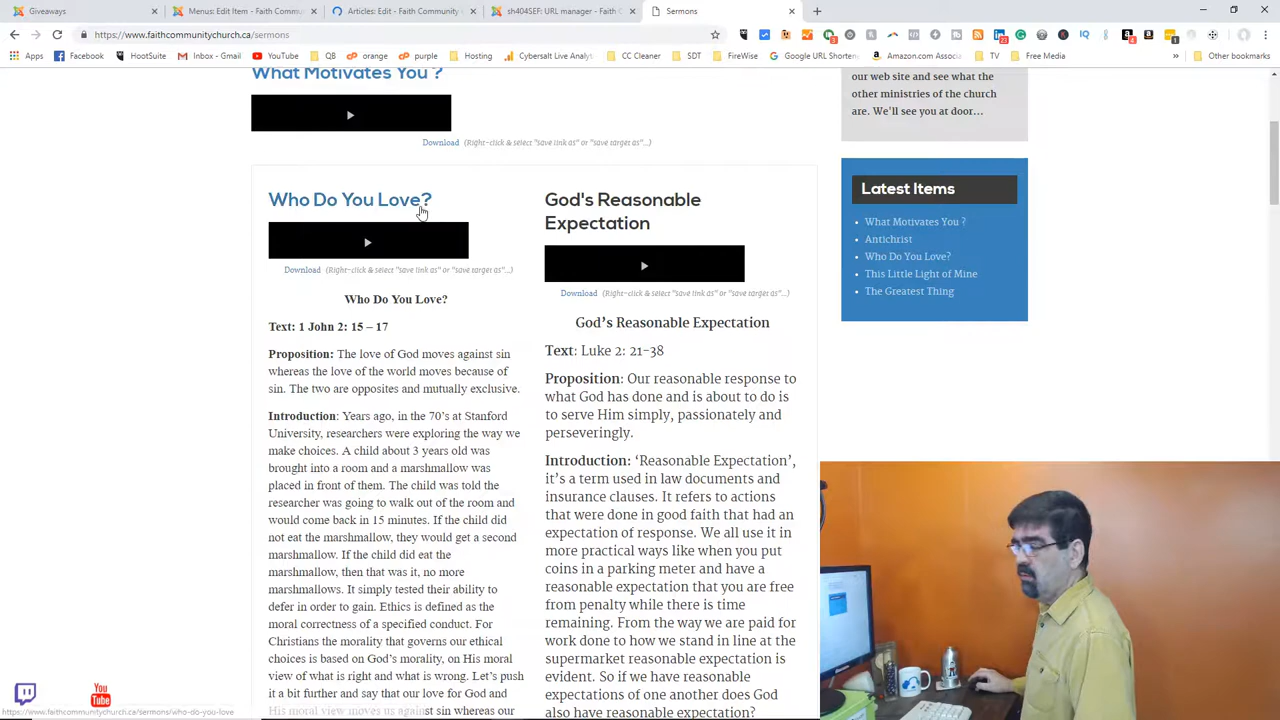 Giveaways
Menus: Edit Item - Faith Commu
Articles: Edit - Faith Community C
sh404SEF: URL manager - Faith C
Sermons
https://www.faithcommunitychurch.ca/sermons
Apps
Facebook
HootSuite
Inbox - Gmail
YouTube
QB
orange
purple
Hosting
Cybersalt Live Analy
CC Cleaner
SDT
FireWise
Google URL Shorten
Amazon.com Associ
TV
Free Media
Other bookmarks
What Motivates You ?
Download (Right-click & select "save link as" or "save target as"...)
Who Do You Love?
Download (Right-click & select "save link as" or "save target as"...)
Who Do You Love?
Text: 1 John 2: 15 – 17
Proposition: The love of God moves against sin
whereas the love of the world moves because of
sin. The two are opposites and mutually exclusive.
Introduction: Years ago, in the 70’s at Stanford
University, researchers were exploring the way we
make choices. A child about 3 years old was
brought into a room and a marshmallow was
placed in front of them. The child was told the
researcher was going to walk out of the room and
would come back in 15 minutes. If the child did
not eat the marshmallow, they would get a second
marshmallow. If the child did eat the
marshmallow, then that was it, no more
marshmallows. It simply tested their ability to
defer in order to gain. Ethics is defined as the
moral correctness of a specified conduct. For
Christians the morality that governs our ethical
choices is based on God’s morality, on His moral
view of what is right and what is wrong. Let’s push
it a bit further and say that our love for God and
His moral view moves us against sin whereas our
God's Reasonable
Expectation
Download (Right-click & select "save link as" or "save target as"...)
God’s Reasonable Expectation
Text: Luke 2: 21-38
Proposition: Our reasonable response to
what God has done and is about to do is
to serve Him simply, passionately and
perseveringly.
Introduction: ‘Reasonable Expectation’,
it’s a term used in law documents and
insurance clauses. It refers to actions
that were done in good faith that had an
expectation of response. We all use it in
more practical ways like when you put
coins in a parking meter and have a
reasonable expectation that you are free
from penalty while there is time
remaining. From the way we are paid for
work done to how we stand in line at the
supermarket reasonable expectation is
evident. So if we have reasonable
expectations of one another does God
also have reasonable expectation?
our web site and see what the
other ministries of the church
are. We'll see you at door...
Latest Items
What Motivates You ?
Antichrist
Who Do You Love?
This Little Light of Mine
The Greatest Thing
You
Tube
https://www.faithcommunitychurch.ca/sermons/who-do-you-love